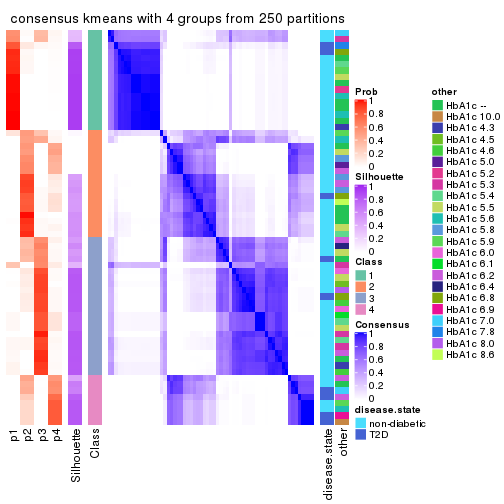 consensus kmeans with 4 groups from 250 partitions
p1
p2
p3
p4
Silhouette
Class
disease.state
other
Prob
1
0.8
0.6
0.4
0.2
0
Silhouette
1
0.8
0.6
0.4
0.2
0
Class
1
2
3
4
Consensus
1
0.8
0.6
0.4
0.2
0
disease.state
non-diabetic
T2D
other
HbA1c --
HbA1c 10.0
HbA1c 4.3
HbA1c 4.5
HbA1c 4.6
HbA1c 5.0
HbA1c 5.2
HbA1c 5.3
HbA1c 5.4
HbA1c 5.5
HbA1c 5.6
HbA1c 5.8
HbA1c 5.9
HbA1c 6.0
HbA1c 6.1
HbA1c 6.2
HbA1c 6.4
HbA1c 6.8
HbA1c 6.9
HbA1c 7.0
HbA1c 7.8
HbA1c 8.0
HbA1c 8.6